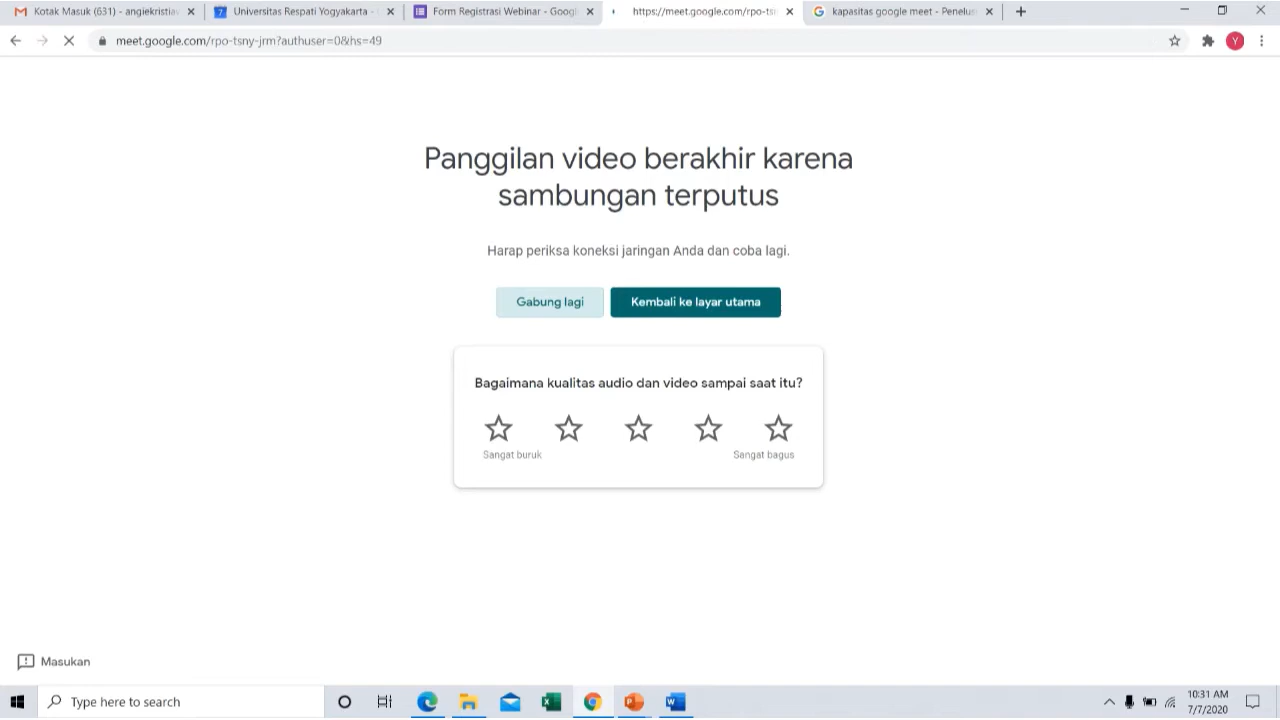 Kotak Masuk (631) - angiekristia
Universitas Respati Yogyakarta -
Form Registrasi Webinar - Googl
https://meet.google.com/rpo-tsn
kapasitas google meet - Penelus
meet.google.com/rpo-tsny-jrm?authuser=0&hs=49
Y
Panggilan video berakhir karena
sambungan terputus
Harap periksa koneksi jaringan Anda dan coba lagi.
Gabung lagi
Kembali ke layar utama
Bagaimana kualitas audio dan video sampai saat itu?
Sangat buruk
Sangat bagus
Masukan
Type here to search
10:31 AM
7/7/2020